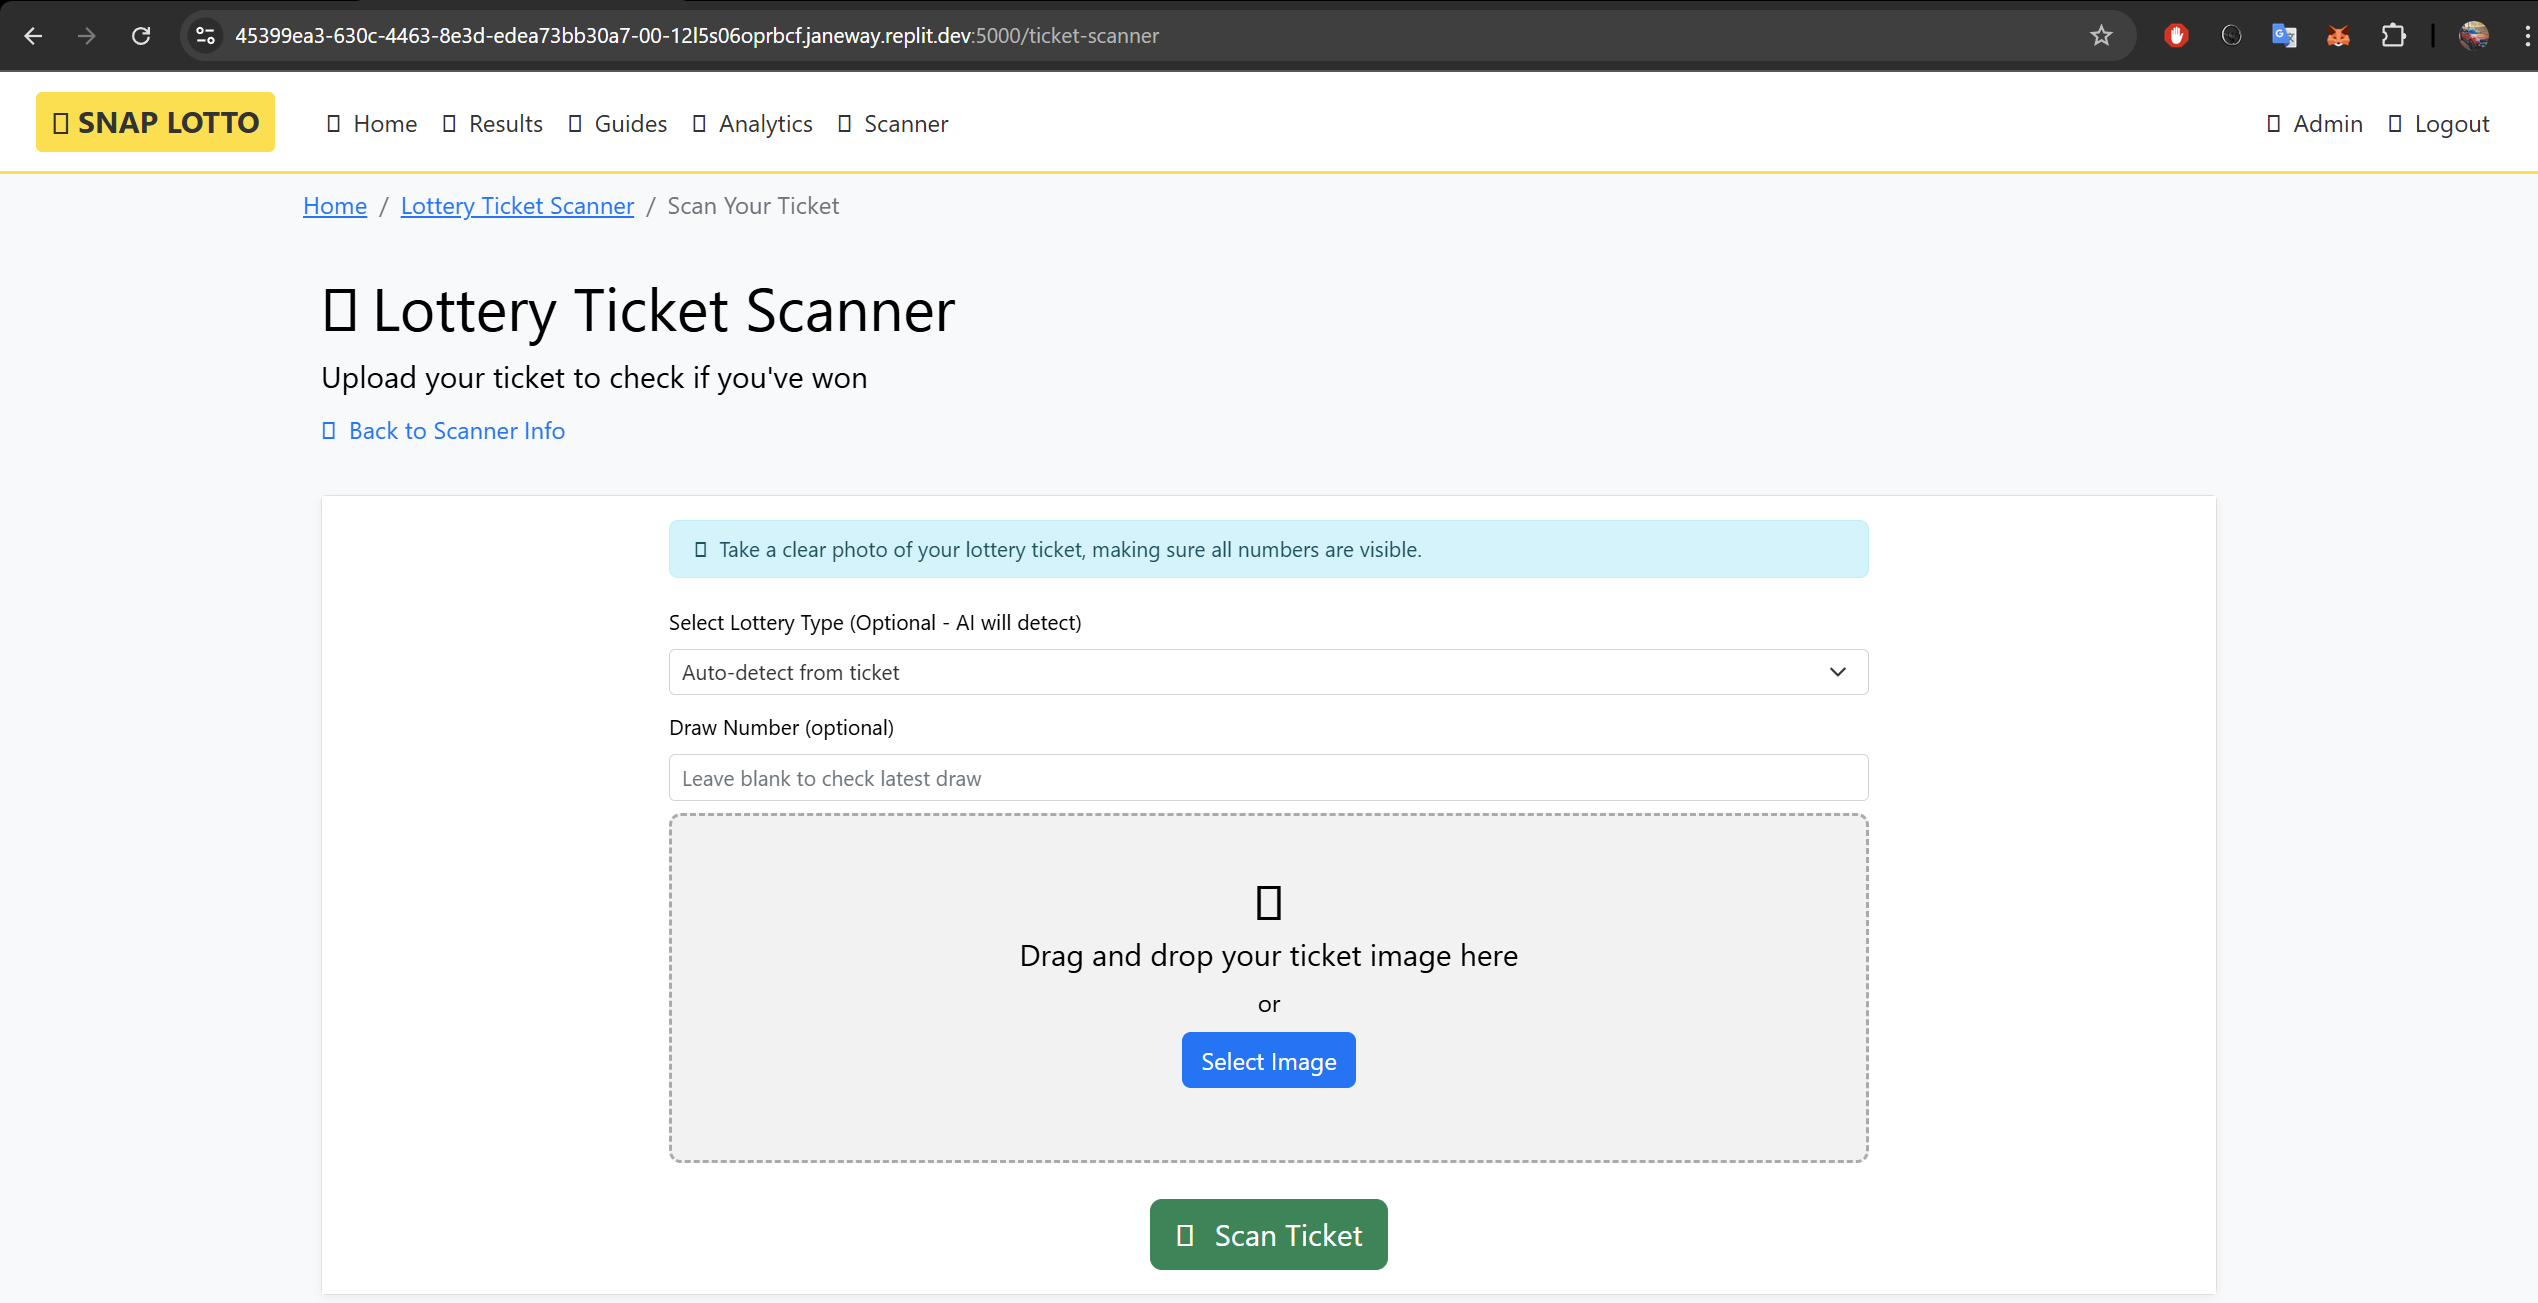 45399ea3-630c-4463-8e3d-edea73bb30a7-00-12l5s06oprbcf.janeway.replit.dev:5000/ticket-scanner
SNAP LOTTO Home Results Guides Analytics Scanner Admin Logout
Home / Lottery Ticket Scanner / Scan Your Ticket
Lottery Ticket Scanner
Upload your ticket to check if you've won
Back to Scanner Info
Take a clear photo of your lottery ticket, making sure all numbers are visible.
Select Lottery Type (Optional - AI will detect)
Auto-detect from ticket
Draw Number (optional)
Leave blank to check latest draw
Drag and drop your ticket image here
or
Select Image
Scan Ticket